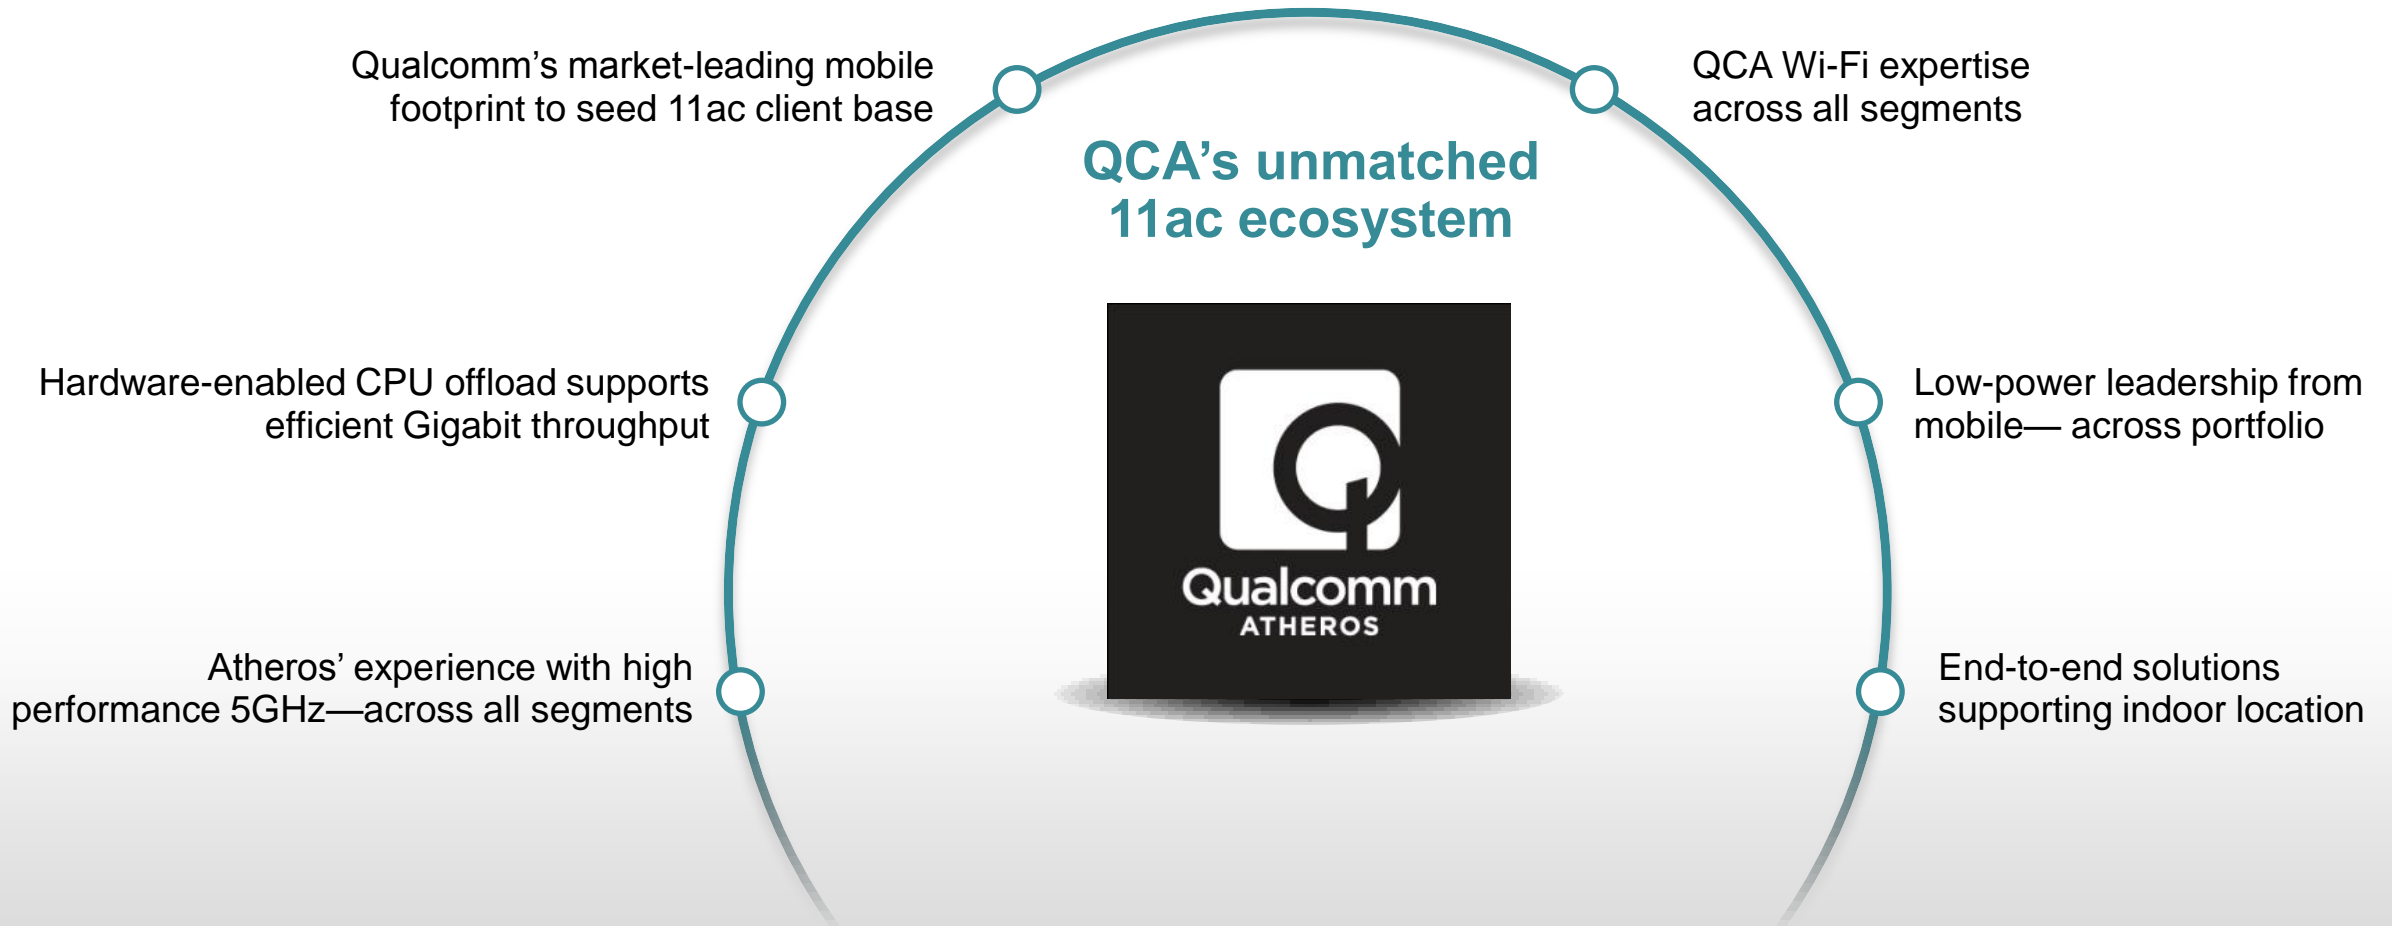 Qualcomm’s market-leading mobile
footprint to seed 11ac client base
QCA Wi-Fi expertise
across all segments
QCA’s unmatched
11ac ecosystem
Hardware-enabled CPU offload supports
efficient Gigabit throughput
Low-power leadership from
mobile— across portfolio
Qualcomm
ATHEROS
Atheros’ experience with high
performance 5GHz—across all segments
End-to-end solutions
supporting indoor location